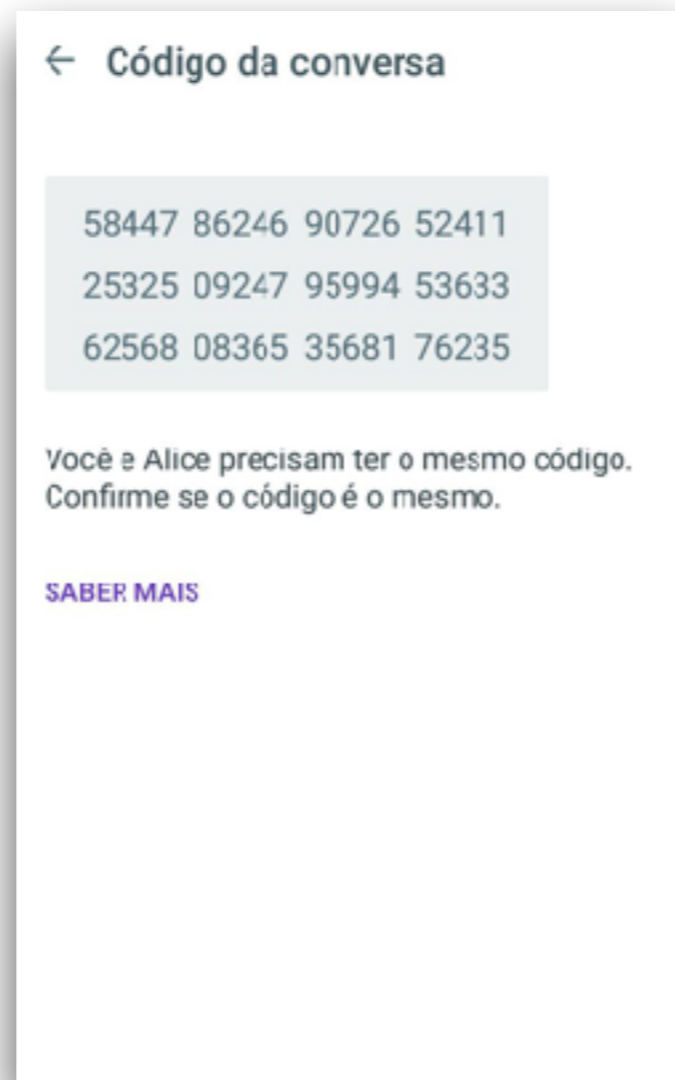 Código da conversa
58447 86246 90726 52411
25325 09247 95994 53633
62568 08365 35681 76235
Você e Alice precisam ter o mesmo código.
Confirme se o código é o mesmo.
SABER MAIS